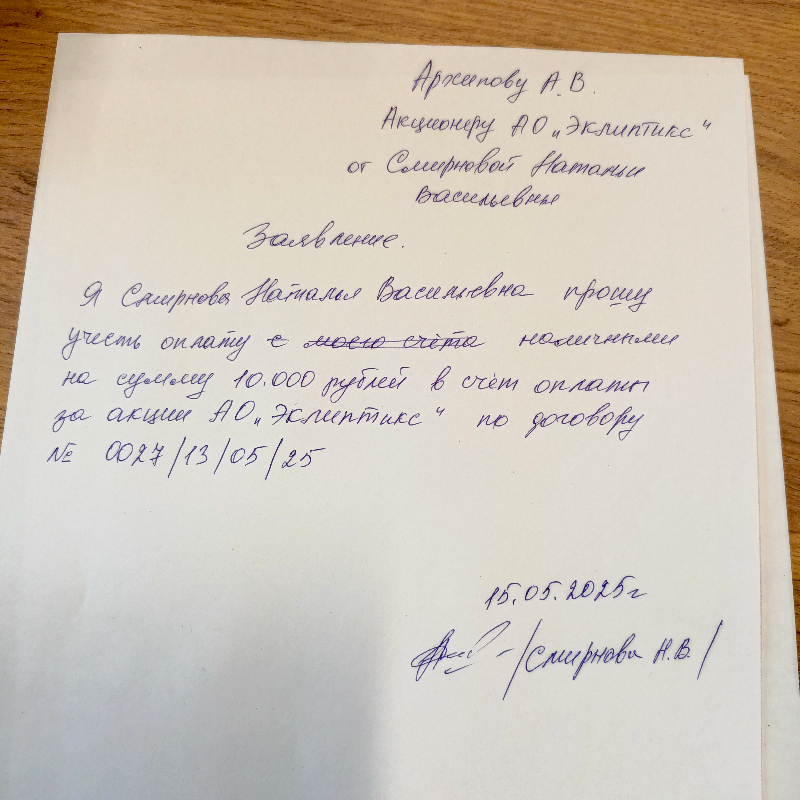 Архипову А.В.
Акционеру АО „Эклиптикс“
от Смирновой Натальи
Васильевны
Заявление.
Я Смирнова Наталья Васильевна прошу
учесть оплату с моего счёта наличными
на сумму 10.000 рублей в счёт оплаты
за акции АО „Эклиптикс“ по договору
№ 0027/13/05/25
15.05.2025г
/Смирнова Н.В./